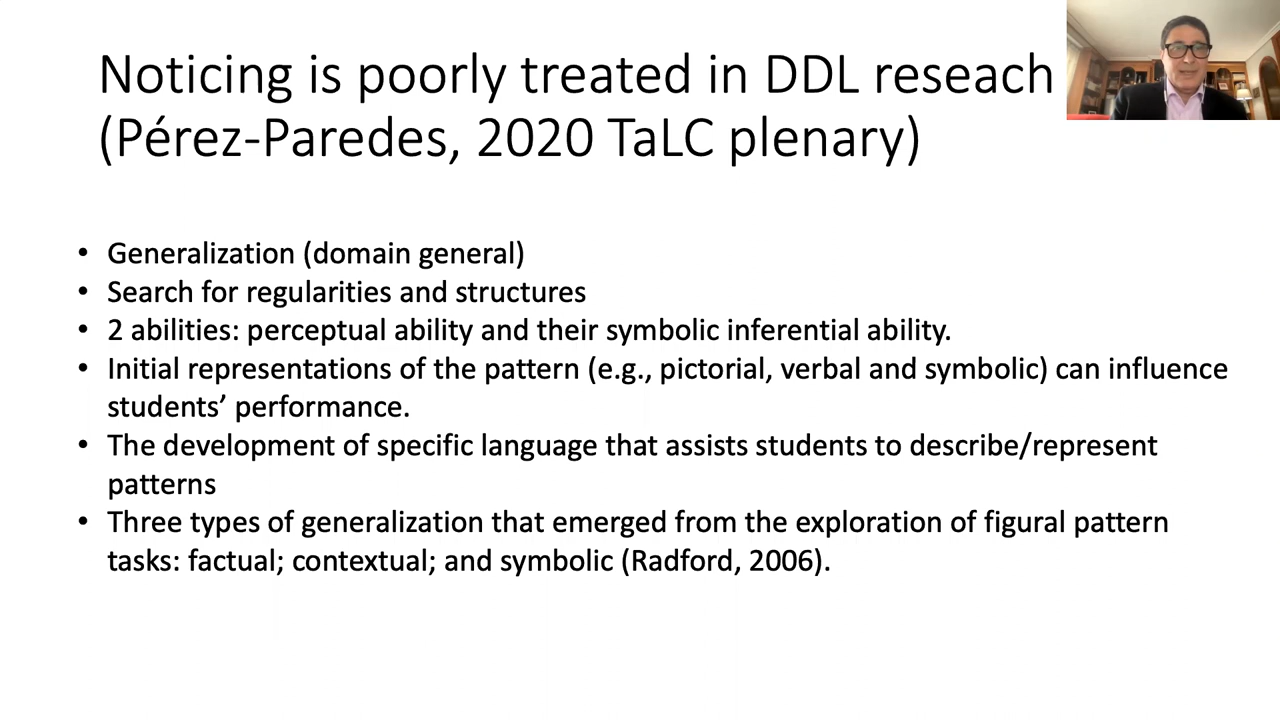 Noticing is poorly treated in DDL reseach
(Pérez-Paredes, 2020 TaLC plenary)
• Generalization (domain general)
• Search for regularities and structures
• 2 abilities: perceptual ability and their symbolic inferential ability.
• Initial representations of the pattern (e.g., pictorial, verbal and symbolic) can influence
students’ performance.
• The development of specific language that assists students to describe/represent
patterns
• Three types of generalization that emerged from the exploration of figural pattern
tasks: factual; contextual; and symbolic (Radford, 2006).